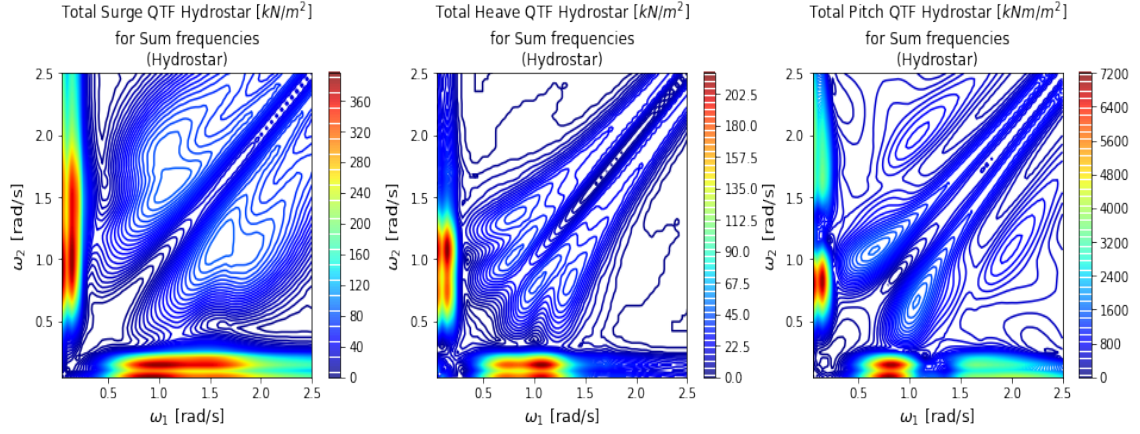 Total Surge QTF Hydrostar [kN/m²]
for Sum frequencies
(Hydrostar)
2.5
2.0
1.5
1.0
0.5
ω₂ [rad/s]
0.5 1.0 1.5 2.0 2.5
ω₁ [rad/s]
360
320
280
240
200
160
120
80
40
0
Total Heave QTF Hydrostar [kN/m²]
for Sum frequencies
(Hydrostar)
2.5
2.0
1.5
1.0
0.5
ω₂ [rad/s]
0.5 1.0 1.5 2.0 2.5
ω₁ [rad/s]
202.5
180.0
157.5
135.0
112.5
90.0
67.5
45.0
22.5
0.0
Total Pitch QTF Hydrostar [kNm/m²]
for Sum frequencies
(Hydrostar)
2.5
2.0
1.5
1.0
0.5
ω₂ [rad/s]
0.5 1.0 1.5 2.0 2.5
ω₁ [rad/s]
7200
6400
5600
4800
4000
3200
2400
1600
800
0